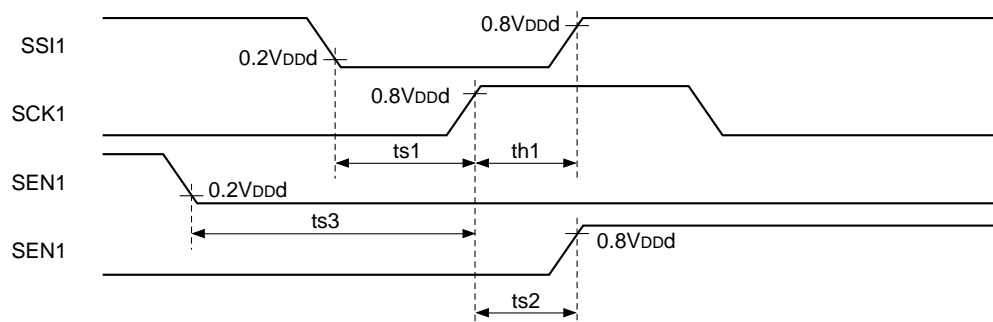 SSI1
0.2VDDd
0.8VDDd
SCK1
0.8VDDd
ts1
th1
SEN1
0.2VDDd
ts3
SEN1
0.8VDDd
ts2